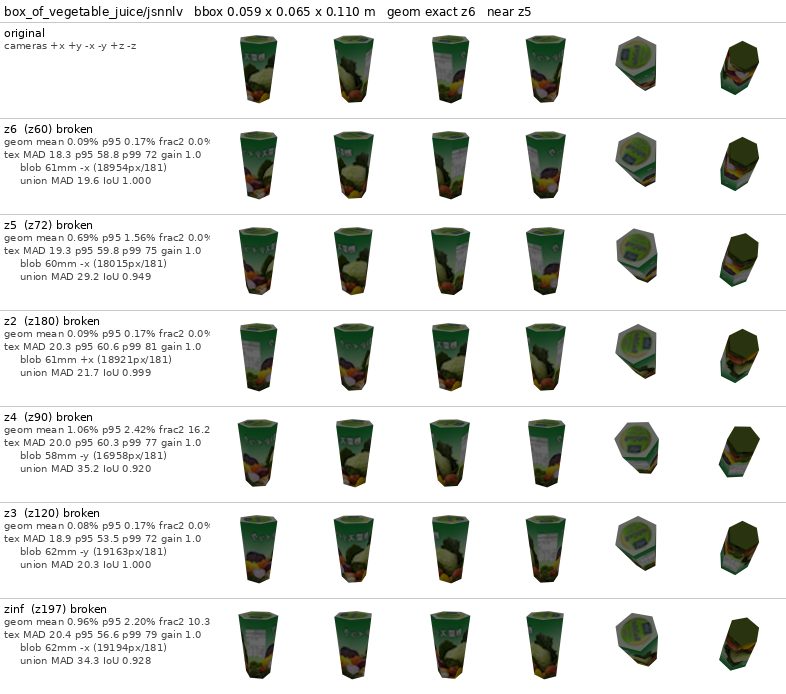 box_of_vegetable_juice/jsnnlv   bbox 0.059 x 0.065 x 0.110 m   geom exact z6   near z5
original
cameras +x +y -x -y +z -z
z6  (z60) broken
geom mean 0.09% p95 0.17% frac2 0.0%
tex MAD 18.3 p95 58.8 p99 72 gain 1.0
blob 61mm -x (18954px/181)
union MAD 19.6 IoU 1.000
z5  (z72) broken
geom mean 0.69% p95 1.56% frac2 0.0%
tex MAD 19.3 p95 59.8 p99 75 gain 1.0
blob 60mm -x (18015px/181)
union MAD 29.2 IoU 0.949
z2  (z180) broken
geom mean 0.09% p95 0.17% frac2 0.0%
tex MAD 20.3 p95 60.6 p99 81 gain 1.0
blob 61mm +x (18921px/181)
union MAD 21.7 IoU 0.999
z4  (z90) broken
geom mean 1.06% p95 2.42% frac2 16.2
tex MAD 20.0 p95 60.3 p99 77 gain 1.0
blob 58mm -y (16958px/181)
union MAD 35.2 IoU 0.920
z3  (z120) broken
geom mean 0.08% p95 0.17% frac2 0.0%
tex MAD 18.9 p95 53.5 p99 72 gain 1.0
blob 62mm -y (19163px/181)
union MAD 20.3 IoU 1.000
zinf  (z197) broken
geom mean 0.96% p95 2.20% frac2 10.3
tex MAD 20.4 p95 56.6 p99 79 gain 1.0
blob 62mm -x (19194px/181)
union MAD 34.3 IoU 0.928